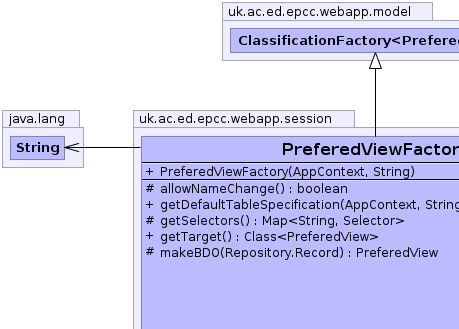 uk.ac.ed.epcc.webapp.model
ClassificationFactory<Prefered
java.lang
String
uk.ac.ed.epcc.webapp.session
PreferedViewFactor
+ PreferedViewFactory(AppContext, String)
# allowNameChange() : boolean
+ getDefaultTableSpecification(AppContext, String
# getSelectors() : Map<String, Selector>
+ getTarget() : Class<PreferedView>
# makeBDO(Repository.Record) : PreferedView